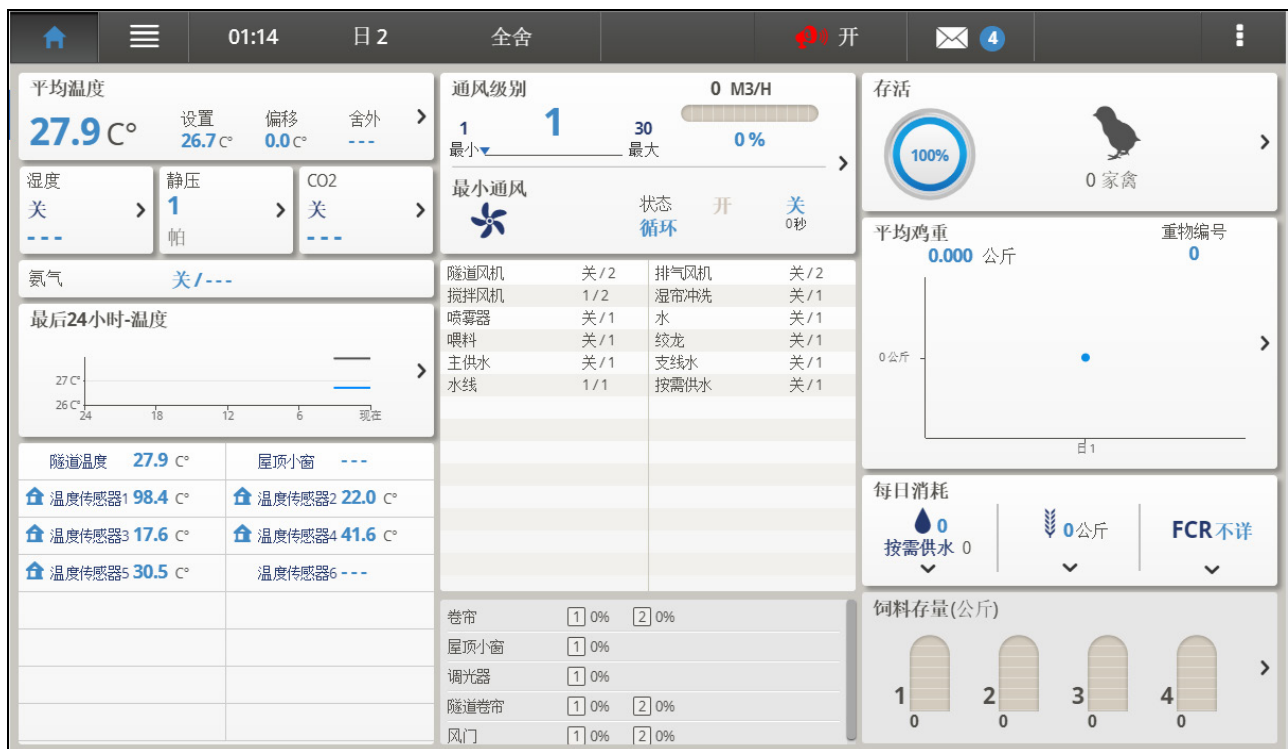 01:14 日 2 全舍 开 4
平均温度
27.9 C°
设置 偏移 舍外
26.7 C° 0.0 C° ---
湿度 静压 CO2
关 1 关
--- 帕 ---
氨气 关/---
最后24小时-温度
27 C°
26 C°
24 18 12 6 现在
隧道温度 27.9 C° 屋顶小窗 ---
温度传感器1 98.4 C° 温度传感器2 22.0 C°
温度传感器3 17.6 C° 温度传感器4 41.6 C°
温度传感器5 30.5 C° 温度传感器6 ---
通风级别 0 M3/H
1 1 30 0 %
最小 最大
最小通风
状态 开 关
循环 0秒
隧道风机 关/2 排气风机 关/2
搅拌风机 1/2 湿帘冲洗 关/1
喷雾器 关/1 水 关/1
喂料 关/1 绞龙 关/1
主供水 关/1 支线水 关/1
水线 1/1 按需供水 关/1
卷帘 1 0% 2 0%
屋顶小窗 1 0%
调光器 1 0%
隧道卷帘 1 0% 2 0%
风门 1 0% 2 0%
存活
100%
0 家禽
平均鸡重 重物编号
0.000 公斤 0
0公斤
日1
每日消耗
0 0公斤 FCR不详
按需供水 0
饲料存量(公斤)
1 2 3 4
0 0 0 0